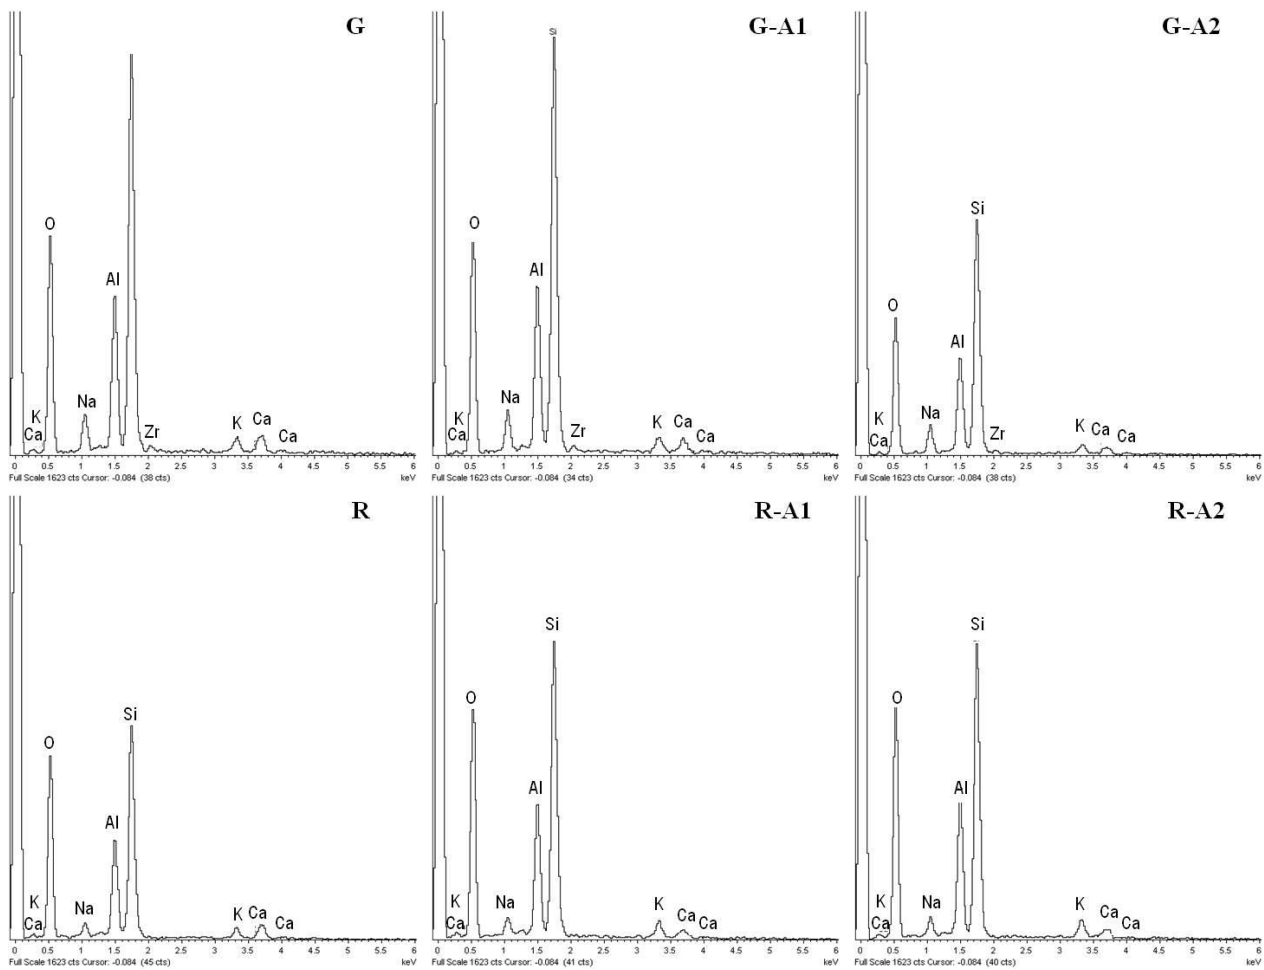 G
O
Al
Na
K
Ca
Zr
K
Ca
Ca
0 0.5 1 1.5 2 2.5 3 3.5 4 4.5 5 5.5 6
Full Scale 1623 cts Cursor: -0.084 (38 cts) keV
G-A1
Si
O
Al
Na
K
Ca
Zr
K
Ca
Ca
0 0.5 1 1.5 2 2.5 3 3.5 4 4.5 5 5.5 6
Full Scale 1623 cts Cursor: -0.084 (34 cts) keV
G-A2
Si
O
Al
Na
K
Ca
Zr
K
Ca
Ca
0 0.5 1 1.5 2 2.5 3 3.5 4 4.5 5 5.5 6
Full Scale 1623 cts Cursor: -0.084 (38 cts) keV
R
Si
O
Al
Na
K
Ca
K
Ca
Ca
0 0.5 1 1.5 2 2.5 3 3.5 4 4.5 5 5.5 6
Full Scale 1623 cts Cursor: -0.084 (45 cts) keV
R-A1
Si
O
Al
Na
K
Ca
K
Ca
Ca
0 0.5 1 1.5 2 2.5 3 3.5 4 4.5 5 5.5 6
Full Scale 1623 cts Cursor: -0.084 (41 cts) keV
R-A2
Si
O
Al
Na
K
Ca
K
Ca
Ca
0 0.5 1 1.5 2 2.5 3 3.5 4 4.5 5 5.5 6
Full Scale 1623 cts Cursor: -0.084 (40 cts) keV